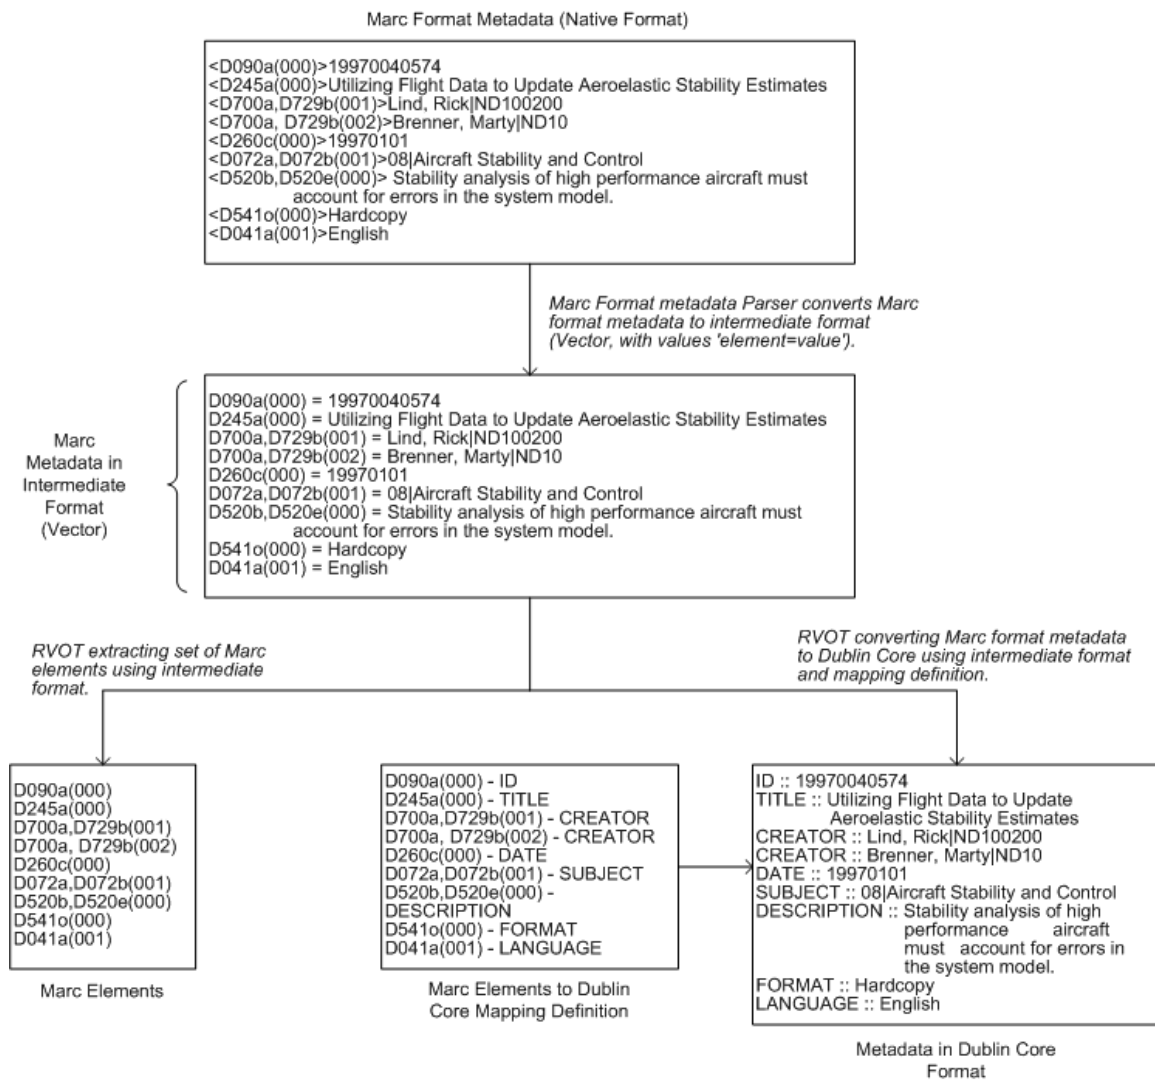 Marc Format Metadata (Native Format)
<D090a(000)>19970040574
<D245a(000)>Utilizing Flight Data to Update Aeroelastic Stability Estimates
<D700a,D729b(001)>Lind, Rick|ND100200
<D700a, D729b(002)>Brenner, Marty|ND10
<D260c(000)>19970101
<D072a,D072b(001)>08|Aircraft Stability and Control
<D520b,D520e(000)> Stability analysis of high performance aircraft must
account for errors in the system model.
<D541o(000)>Hardcopy
<D041a(001)>English
Marc Format metadata Parser converts Marc
format metadata to intermediate format
(Vector, with values 'element=value').
Marc
Metadata in
Intermediate
Format
(Vector)
D090a(000) = 19970040574
D245a(000) = Utilizing Flight Data to Update Aeroelastic Stability Estimates
D700a,D729b(001) = Lind, Rick|ND100200
D700a,D729b(002) = Brenner, Marty|ND10
D260c(000) = 19970101
D072a,D072b(001) = 08|Aircraft Stability and Control
D520b,D520e(000) = Stability analysis of high performance aircraft must
account for errors in the system model.
D541o(000) = Hardcopy
D041a(001) = English
RVOT extracting set of Marc
elements using intermediate
format.
RVOT converting Marc format metadata
to Dublin Core using intermediate format
and mapping definition.
D090a(000)
D245a(000)
D700a,D729b(001)
D700a, D729b(002)
D260c(000)
D072a,D072b(001)
D520b,D520e(000)
D541o(000)
D041a(001)
Marc Elements
D090a(000) - ID
D245a(000) - TITLE
D700a,D729b(001) - CREATOR
D700a, D729b(002) - CREATOR
D260c(000) - DATE
D072a,D072b(001) - SUBJECT
D520b,D520e(000) -
DESCRIPTION
D541o(000) - FORMAT
D041a(001) - LANGUAGE
Marc Elements to Dublin
Core Mapping Definition
ID :: 19970040574
TITLE :: Utilizing Flight Data to Update
Aeroelastic Stability Estimates
CREATOR :: Lind, Rick|ND100200
CREATOR :: Brenner, Marty|ND10
DATE :: 19970101
SUBJECT :: 08|Aircraft Stability and Control
DESCRIPTION :: Stability analysis of high
performance aircraft
must account for errors in
the system model.
FORMAT :: Hardcopy
LANGUAGE :: English
Metadata in Dublin Core
Format